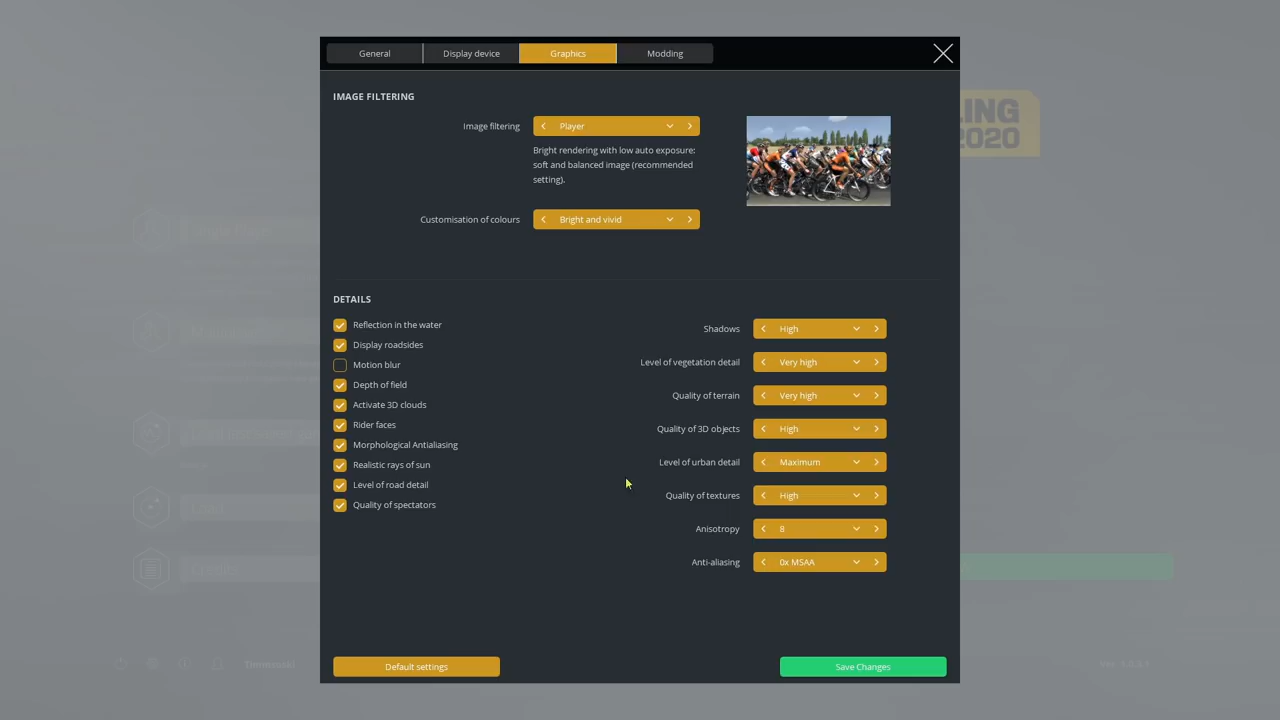 General
Display device
Graphics
Modding
IMAGE FILTERING
Image filtering
Player
Bright rendering with low auto exposure:
soft and balanced image (recommended
setting).
Customisation of colours
Bright and vivid
LING
2020
DETAILS
Reflection in the water
Display roadsides
Motion blur
Depth of field
Activate 3D clouds
Rider faces
Morphological Antialiasing
Realistic rays of sun
Level of road detail
Quality of spectators
Shadows
High
Level of vegetation detail
Very high
Quality of terrain
Very high
Quality of 3D objects
High
Level of urban detail
Maximum
Quality of textures
High
Anisotropy
8
Anti-aliasing
0x MSAA
Default settings
Save Changes